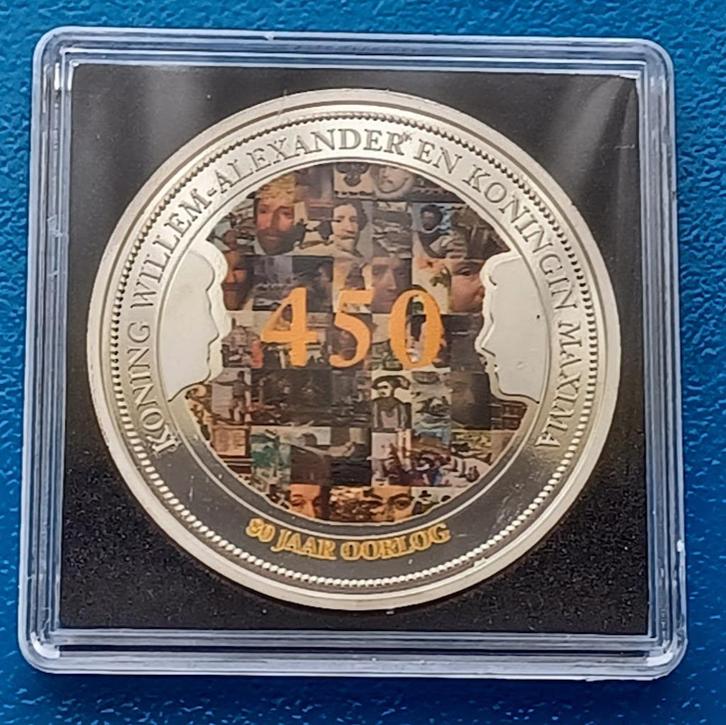 KONING WILLEM-ALEXANDER EN KONINGIN MAXIMA
450
80 JAAR OORLOG